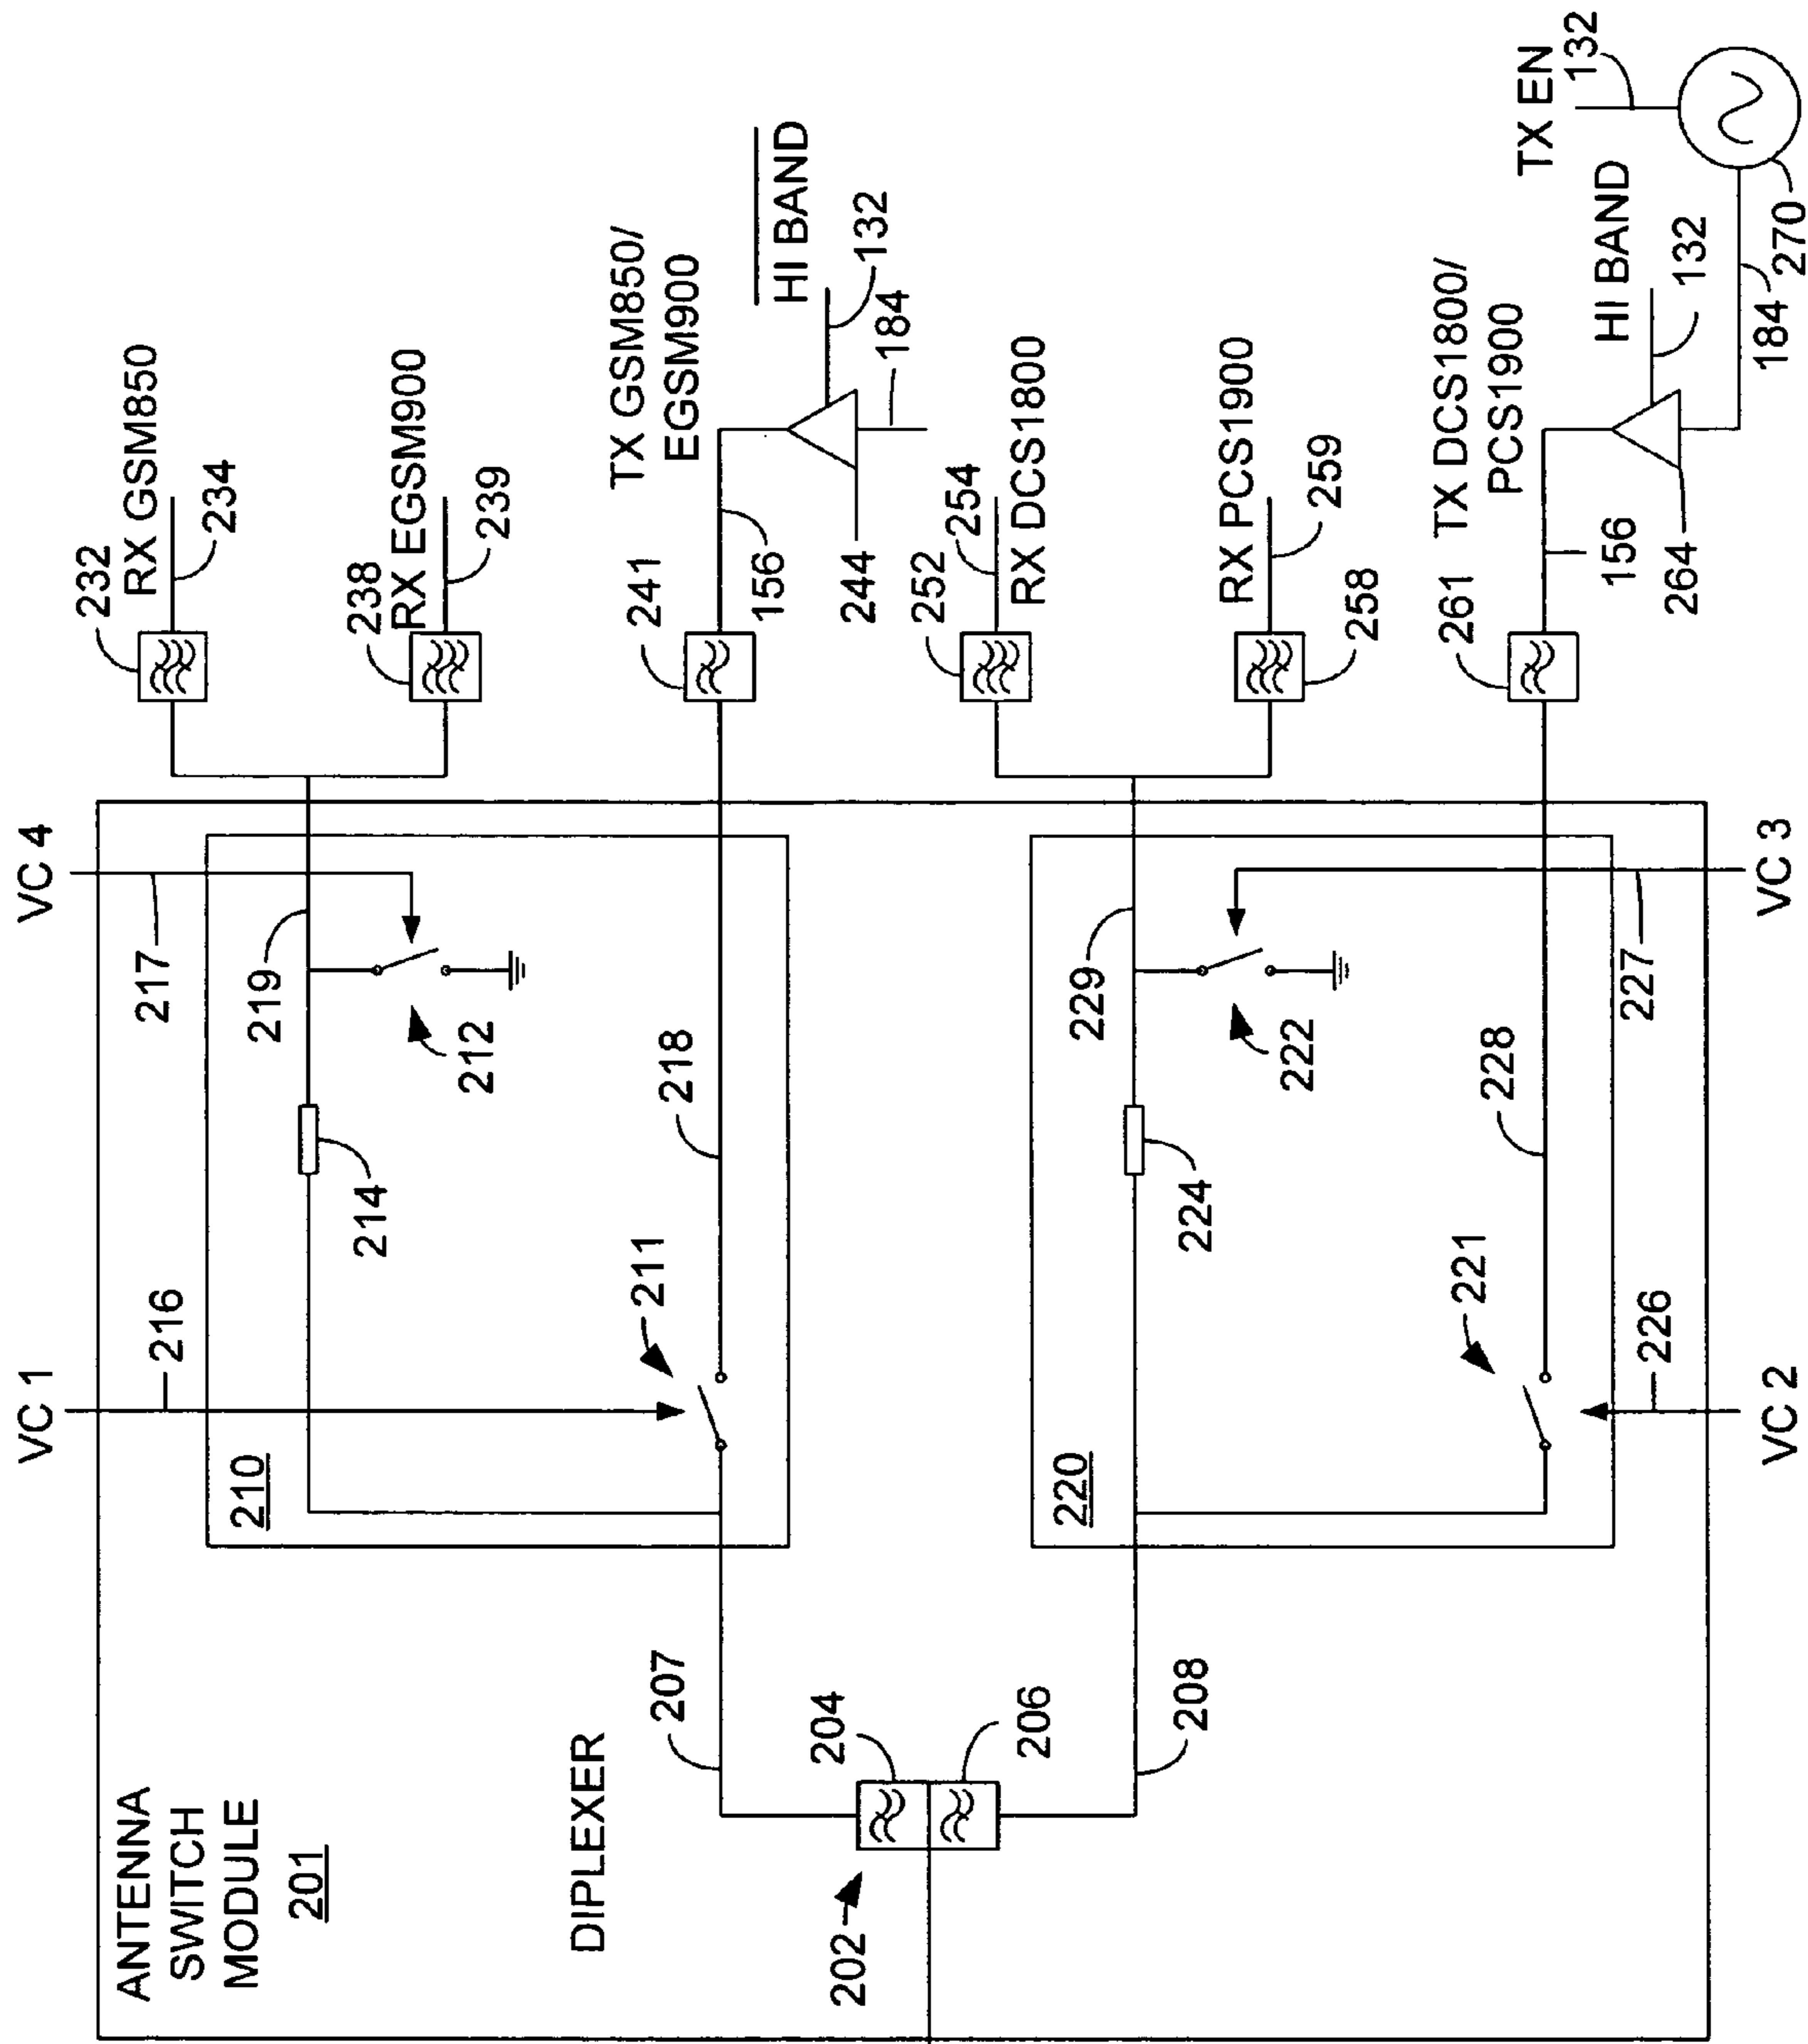 ANTENNA
SWITCH
MODULE
201
VC 1
216
VC 4
217
210
219
214
212
211
218
232
RX GSM850
234
238
RX EGSM900
239
241
TX GSM850/
EGSM900
156
HI BAND
132
184
244
DIPLEXER
207
202
204
206
208
220
229
224
222
221
228
252
254
RX DCS1800
RX PCS1900
259
258
261
TX DCS1800/
PCS1900
156
264
HI BAND
132
TX EN
132
184
270
226
VC 2
227
VC 3